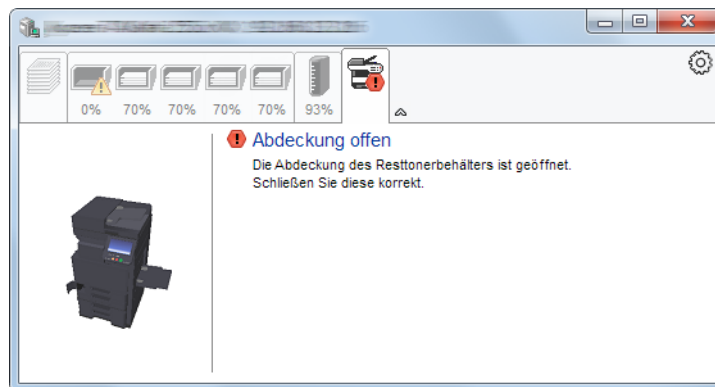 0% 70% 70% 70% 70% 93%
Abdeckung offen
Die Abdeckung des Resttonerbehälters ist geöffnet.
Schließen Sie diese korrekt.